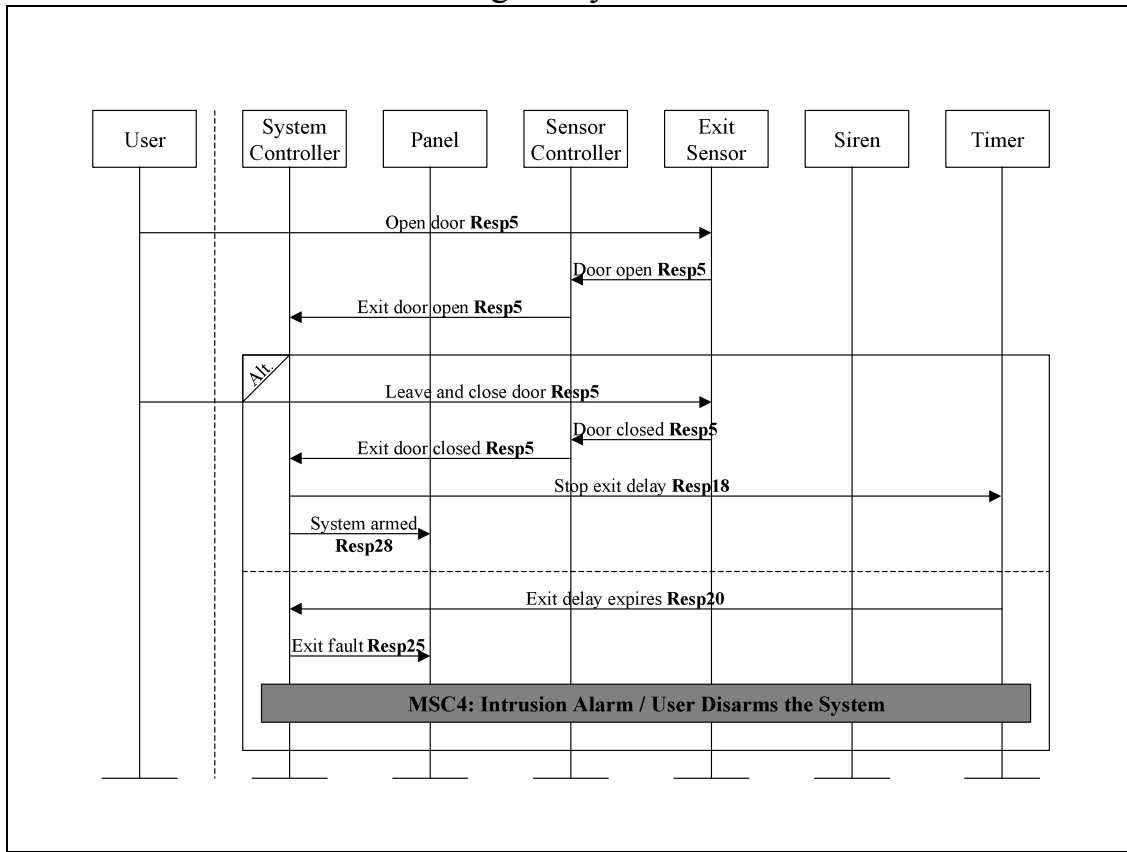 User
System
Controller
Panel
Sensor
Controller
Exit
Sensor
Siren
Timer
Open door Resp5
Door open Resp5
Exit door open Resp5
Alt.
Leave and close door Resp5
Door closed Resp5
Exit door closed Resp5
Stop exit delay Resp18
System armed
Resp28
Exit delay expires Resp20
Exit fault Resp25
MSC4: Intrusion Alarm / User Disarms the System